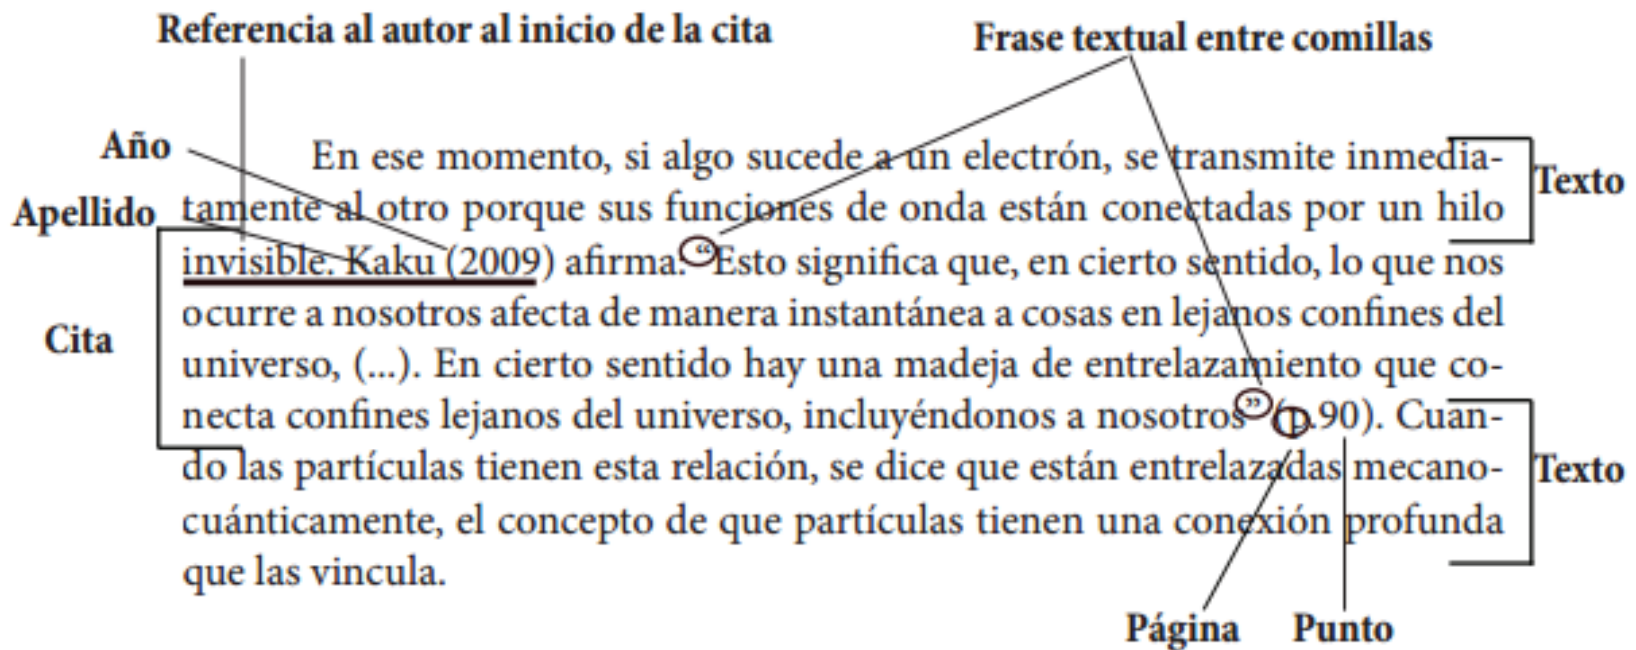 Referencia al autor al inicio de la cita
Frase textual entre comillas
Año
Apellido
Cita
En ese momento, si algo sucede a un electrón, se transmite inmedia-
tamente al otro porque sus funciones de onda están conectadas por un hilo
invisible. Kaku (2009) afirma: “Esto significa que, en cierto sentido, lo que nos
ocurre a nosotros afecta de manera instantánea a cosas en lejanos confines del
universo, (...). En cierto sentido hay una madeja de entrelazamiento que co-
necta confines lejanos del universo, incluyéndonos a nosotros” (p.90). Cuan-
do las partículas tienen esta relación, se dice que están entrelazadas mecano-
cuánticamente, el concepto de que partículas tienen una conexión profunda
que las vincula.
Texto
Texto
Página
Punto